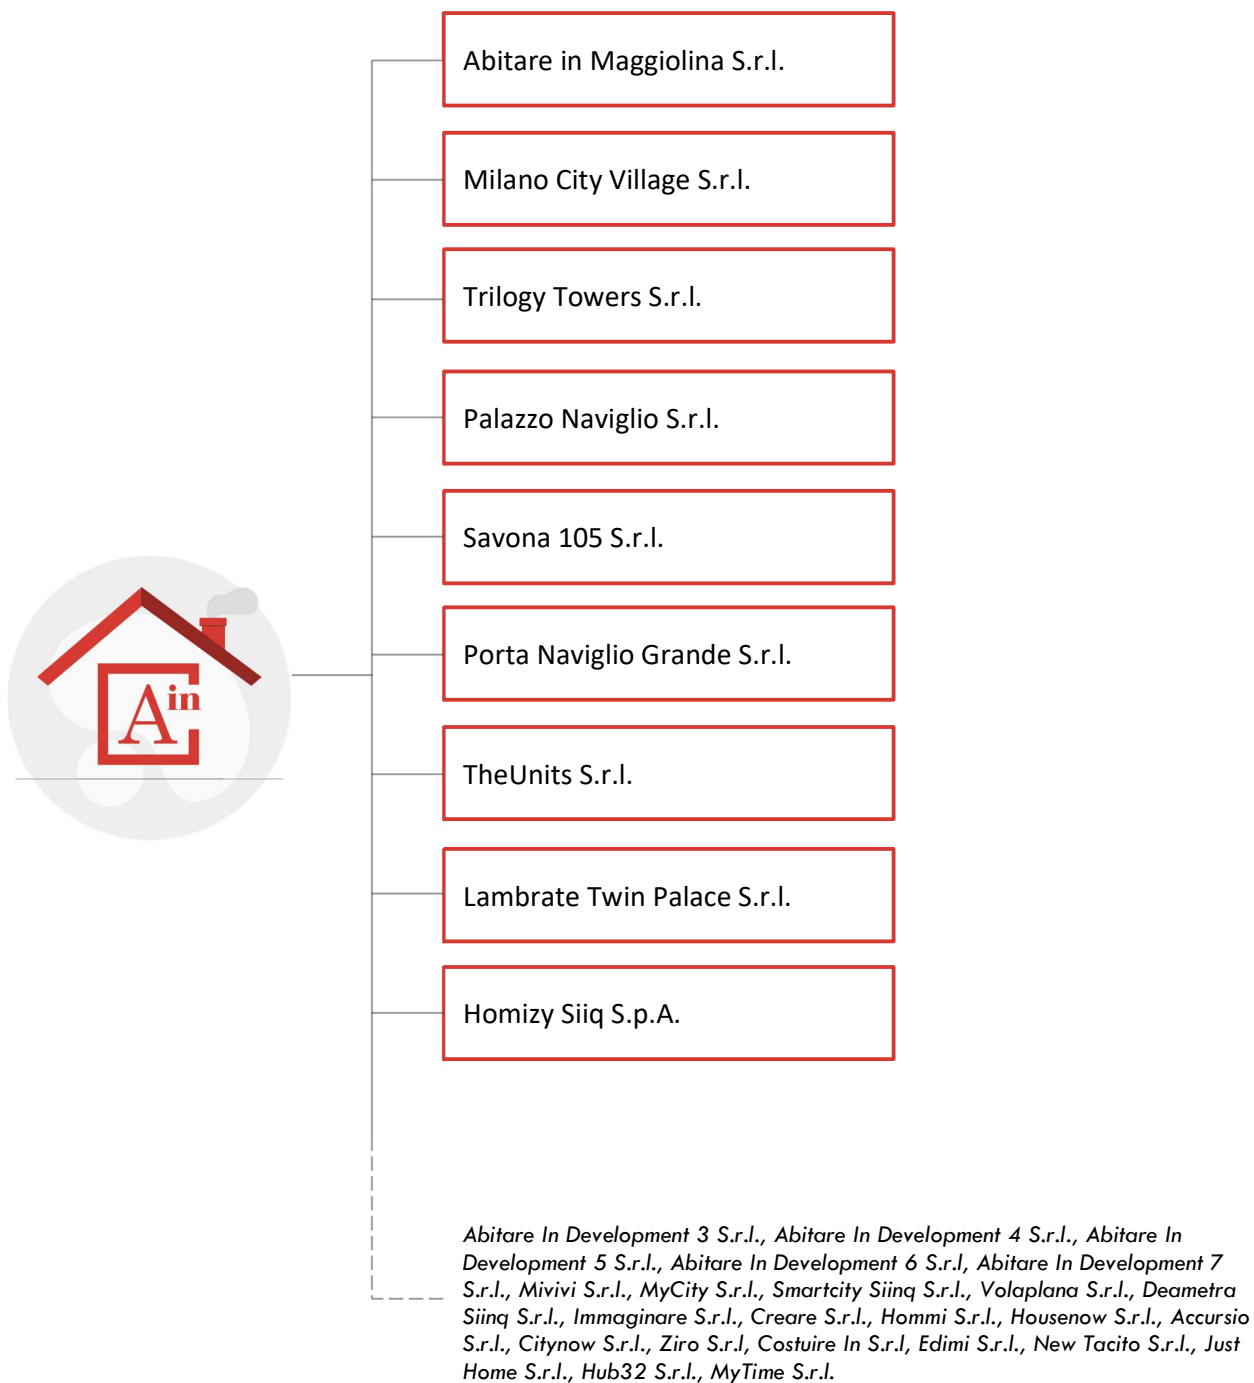 Abitare in Maggiolina S.r.l.
Milano City Village S.r.l.
Trilogy Towers S.r.l.
Palazzo Naviglio S.r.l.
Savona 105 S.r.l.
Porta Naviglio Grande S.r.l.
A in
TheUnits S.r.l.
Lambrate Twin Palace S.r.l.
Homizy Siiq S.p.A.
Abitare In Development 3 S.r.l., Abitare In Development 4 S.r.l., Abitare In
Development 5 S.r.l., Abitare In Development 6 S.r.l, Abitare In Development 7
S.r.l., Mivivi S.r.l., MyCity S.r.l., Smartcity Siinq S.r.l., Volaplana S.r.l., Deametra
Siinq S.r.l., Immaginare S.r.l., Creare S.r.l., Hommi S.r.l., Housenow S.r.l., Accursio
S.r.l., Citynow S.r.l., Ziro S.r.l, Costuire In S.r.l, Edimi S.r.l., New Tacito S.r.l., Just
Home S.r.l., Hub32 S.r.l., MyTime S.r.l.